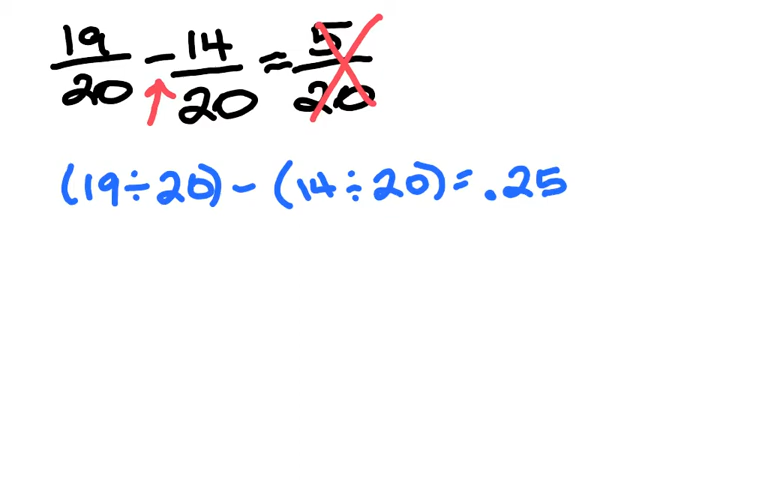 19/20 - 14/20 = 5/20
(19÷20) - (14÷20) = .25